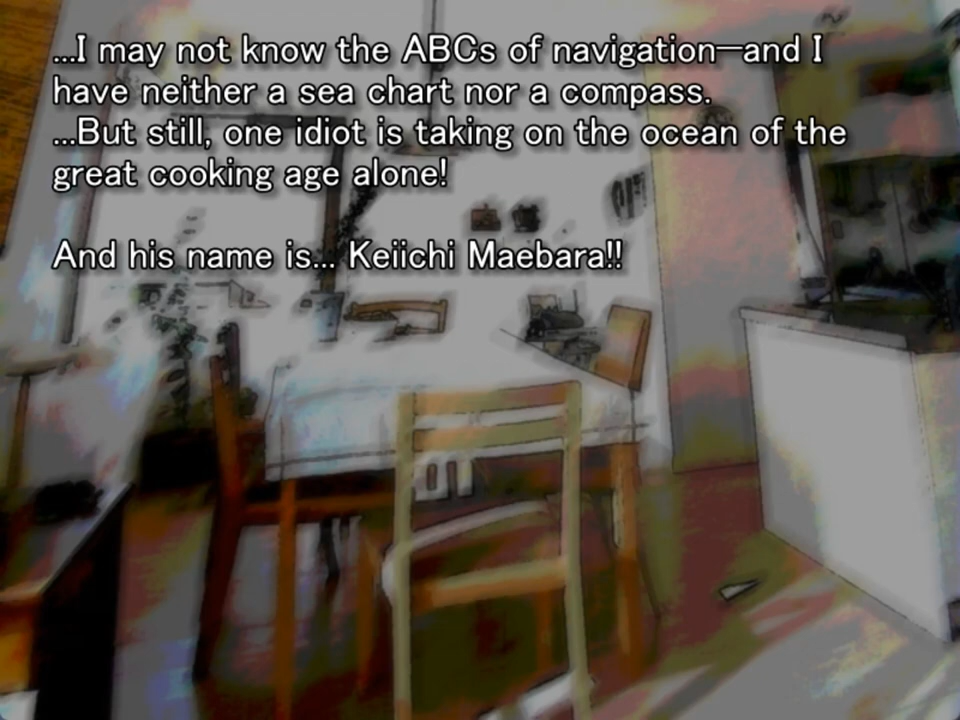 ...I may not know the ABCs of navigation—and I
have neither a sea chart nor a compass.
...But still, one idiot is taking on the ocean of the
great cooking age alone!
And his name is... Keiichi Maebara!!